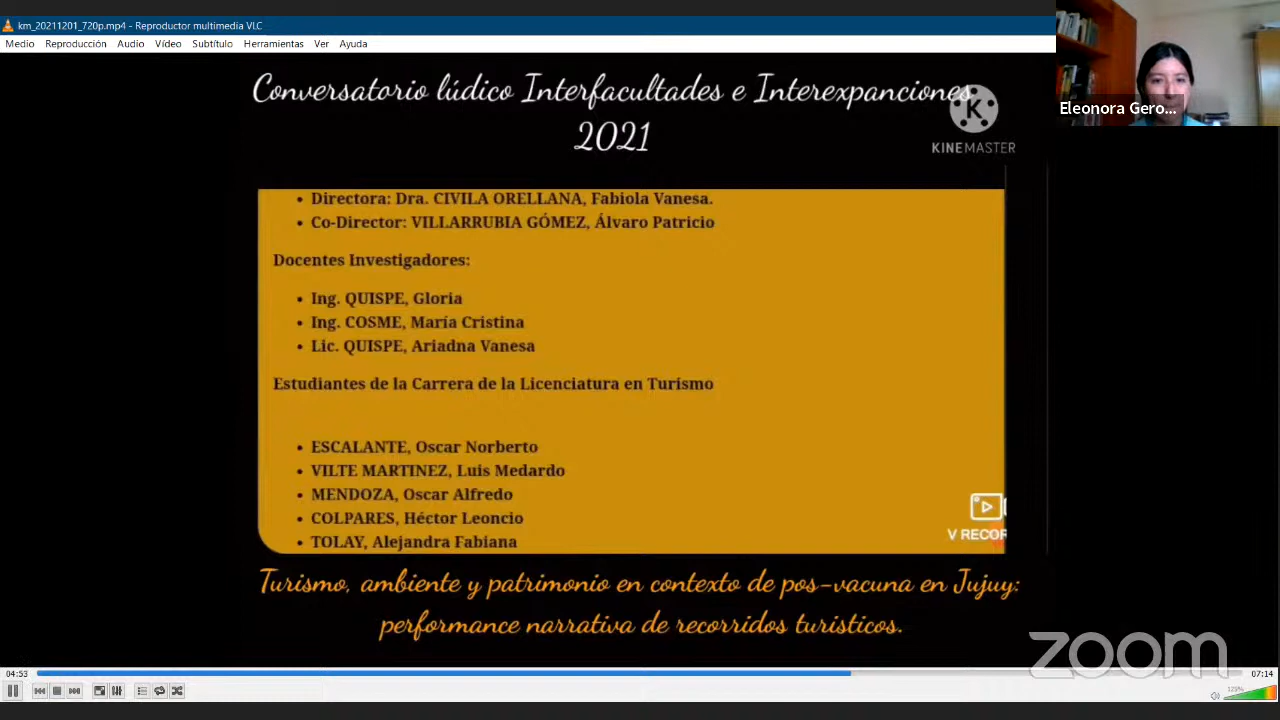 km_20211201_720p.mp4 - Reproductor multimedia VLC
Medio Reproducción Audio Vídeo Subtítulo Herramientas Ver Ayuda
Conversatorio lúdico Interfacultades e Interexpanciones
2021
KINEMASTER
Eleonora Gero...
• Directora: Dra. CIVILA ORELLANA, Fabiola Vanesa.
• Co-Director: VILLARRUBIA GÓMEZ, Álvaro Patricio
Docentes Investigadores:
• Ing. QUISPE, Gloria
• Ing. COSME, María Cristina
• Lic. QUISPE, Ariadna Vanesa
Estudiantes de la Carrera de la Licenciatura en Turismo
• ESCALANTE, Oscar Norberto
• VILTE MARTINEZ, Luis Medardo
• MENDOZA, Oscar Alfredo
• COLPARES, Héctor Leoncio
• TOLAY, Alejandra Fabiana
V RECOR
Turismo, ambiente y patrimonio en contexto de pos-vacuna en Jujuy:
performance narrativa de recorridos turisticos.
zoom
04:53
07:14